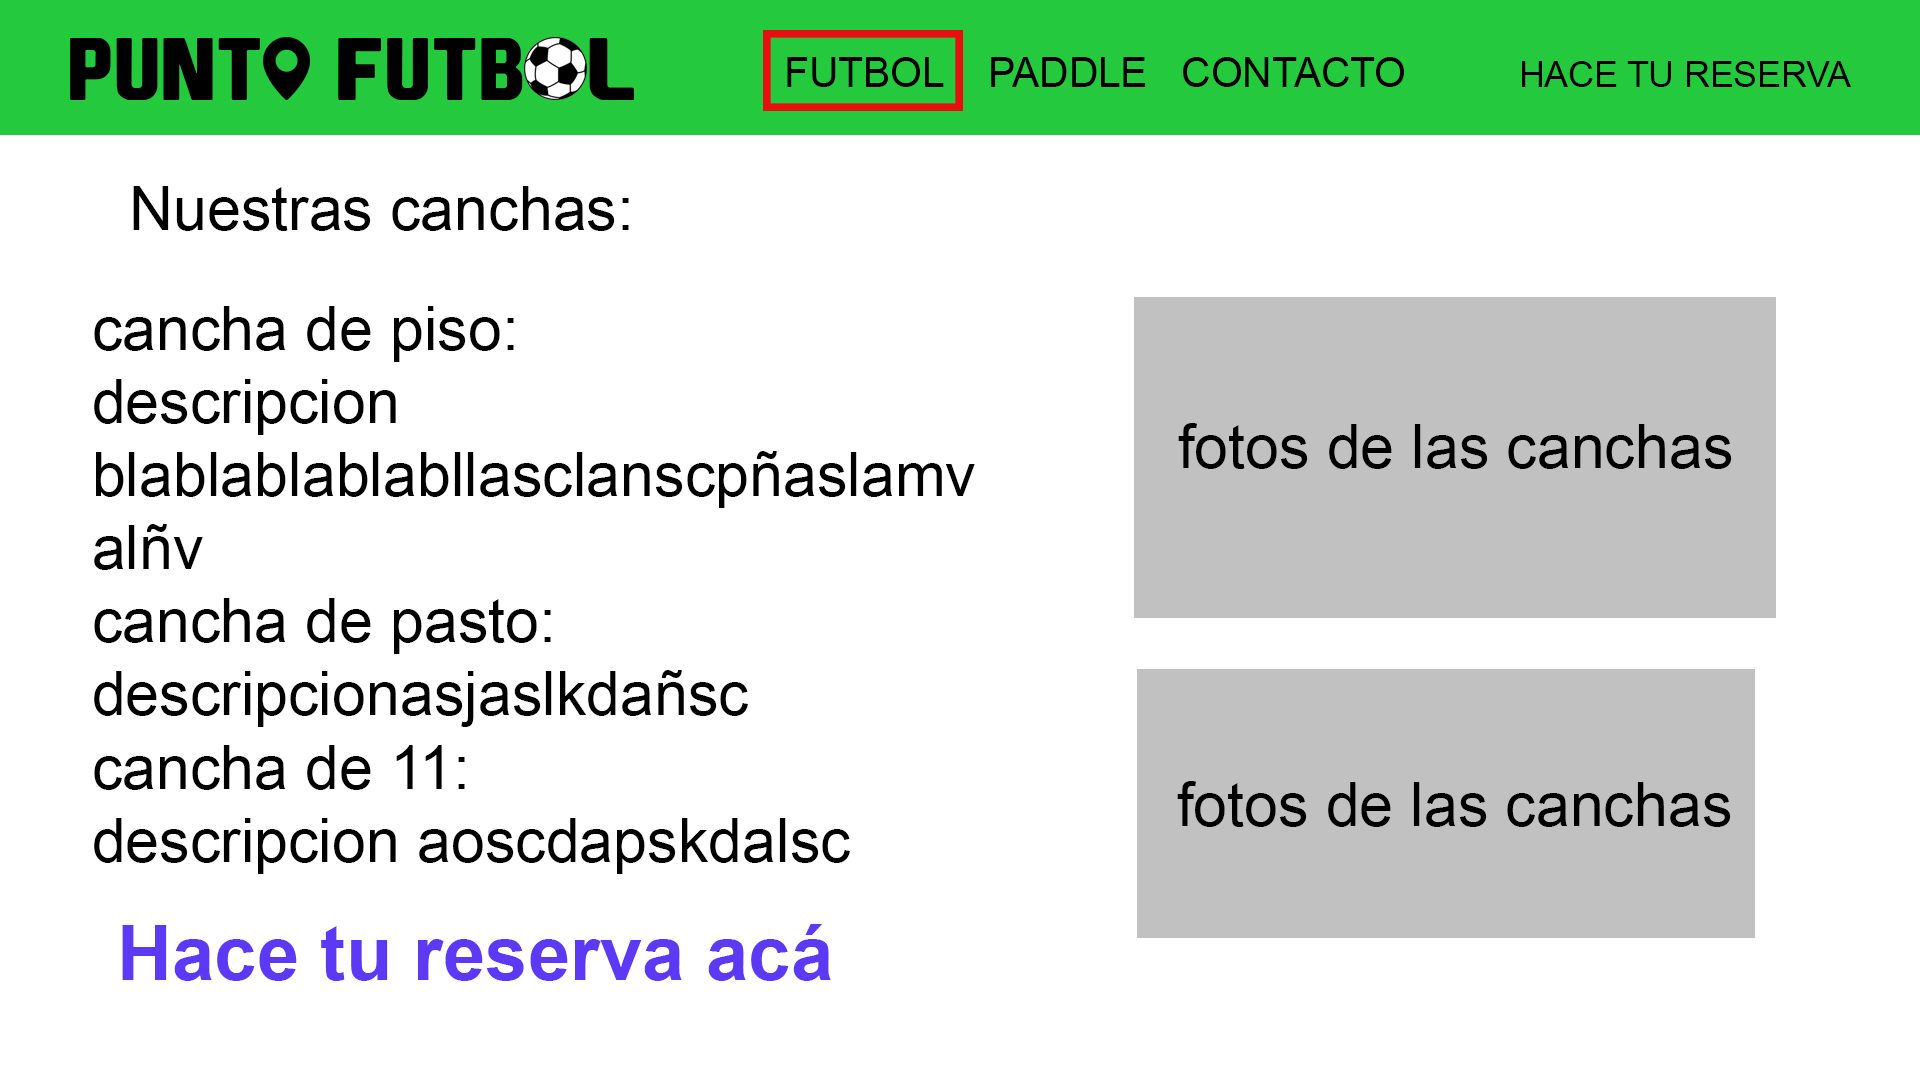 PUNTO FUTBOL
FUTBOL PADDLE CONTACTO HACE TU RESERVA
Nuestras canchas:
cancha de piso:
descripcion
blablablablabllasclanscpñaslamv
alñv
cancha de pasto:
descripcionasjaslkdañsc
cancha de 11:
descripcion aoscdapskdalsc
Hace tu reserva acá
fotos de las canchas
fotos de las canchas